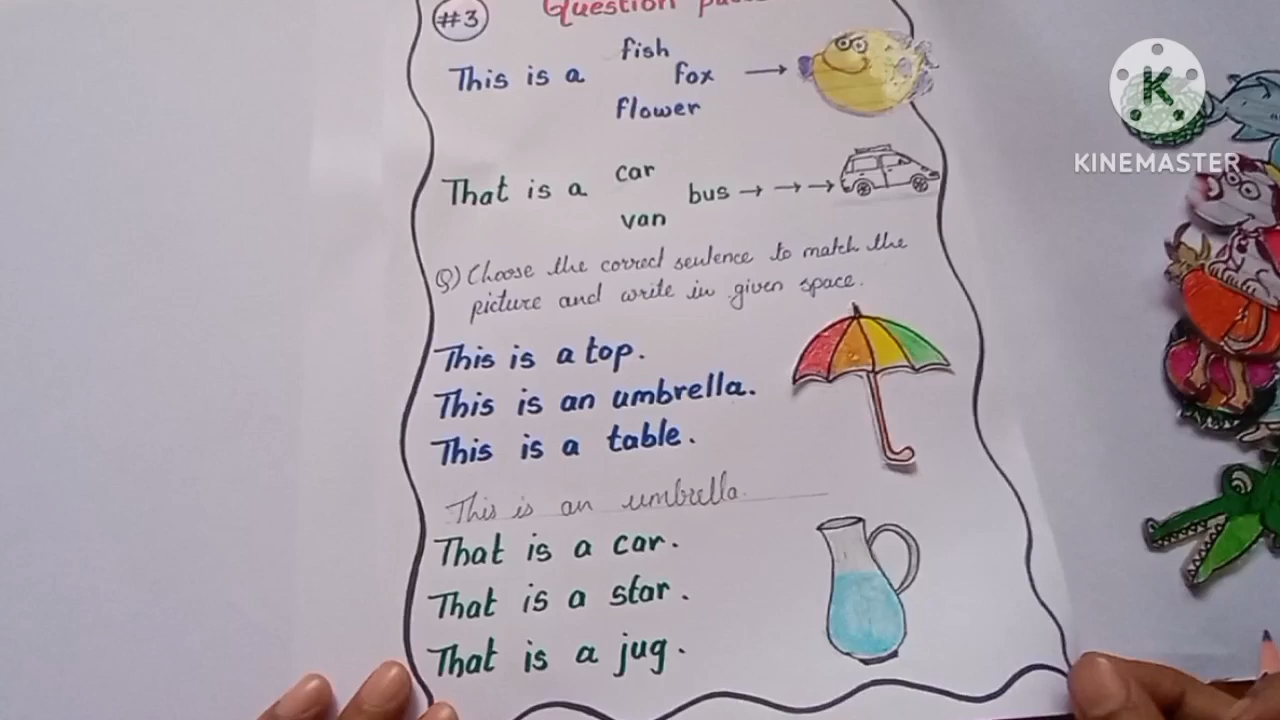 #3 Question
fish
This is a fox →
flower
car
That is a bus → → →
van
Q) Choose the correct sentence to match the
picture and write in given space.
This is a top.
This is an umbrella.
This is a table.
This is an umbrella.
That is a car.
That is a star.
That is a jug.
K
KINEMASTER